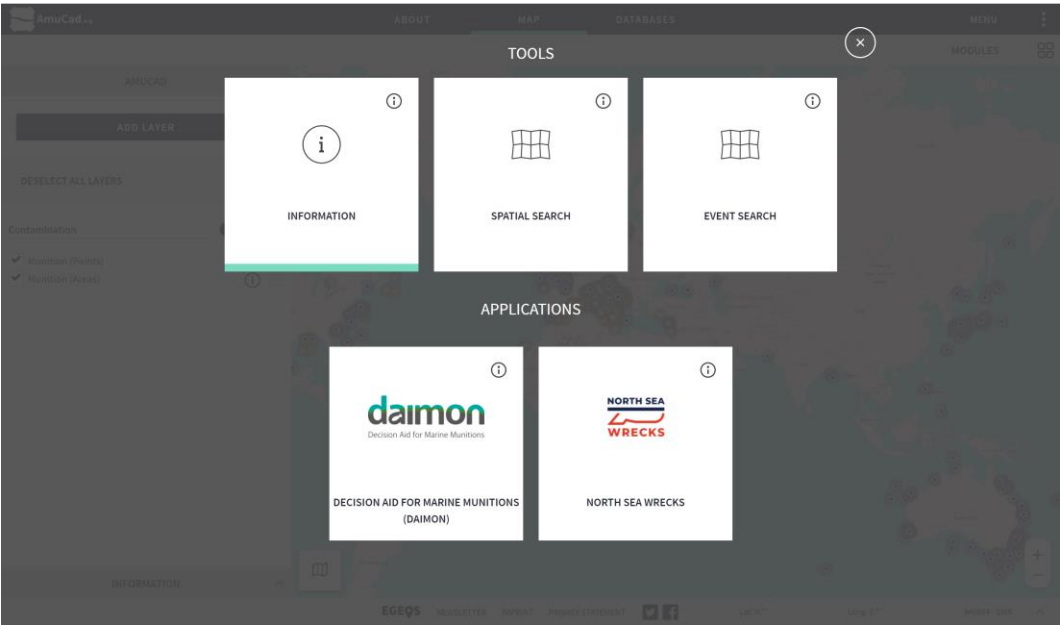 AmuCad.org
ABOUT
MAP
DATABASES
MENU
TOOLS
MODULES
AMUCAD
ADD LAYER
DESELECT ALL LAYERS
INFORMATION
SPATIAL SEARCH
EVENT SEARCH
Contamination
Munition (Points)
Munition (Areas)
APPLICATIONS
daimon
Decision Aid for Marine Munitions
NORTH SEA
WRECKS
DECISION AID FOR MARINE MUNITIONS
(DAIMON)
NORTH SEA WRECKS
INFORMATION
EGEOS
NEWSLETTER
IMPRINT
PRIVACY STATEMENT